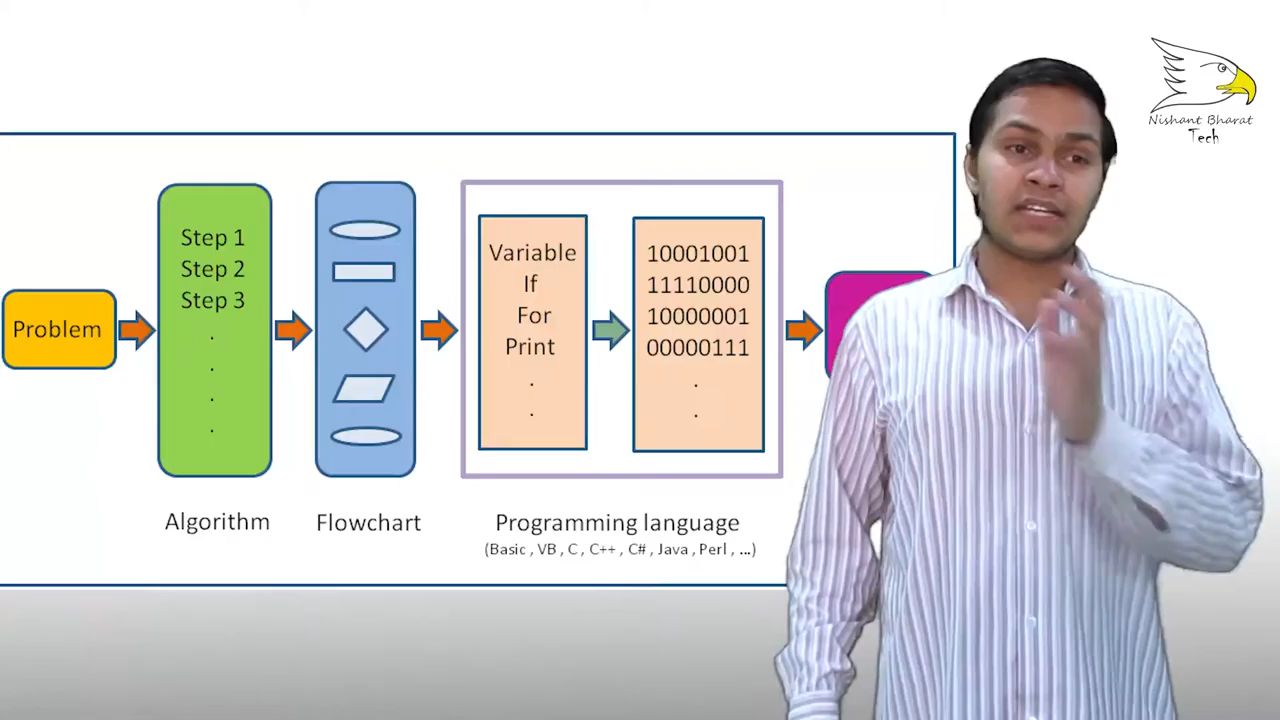 Nishant Bharat
Tech
Problem
Step 1
Step 2
Step 3
.
.
.
.
Algorithm
Flowchart
Variable
If
For
Print
.
.
10001001
11110000
10000001
00000111
.
.
Programming language
(Basic , VB , C , C++ , C# , Java , Perl , ...)